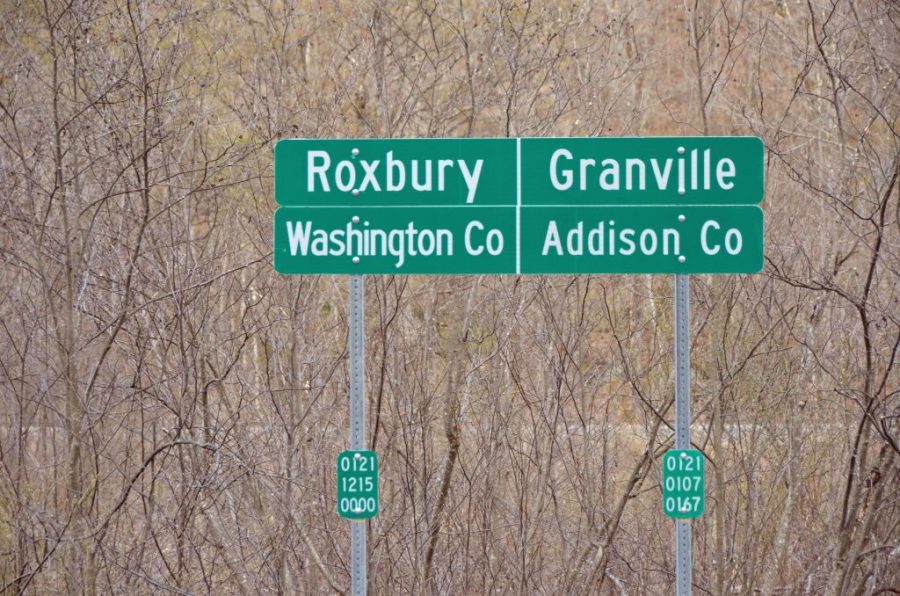 Roxbury
Washington Co
Granville
Addison Co
0121
1215
0000
0121
0107
0167